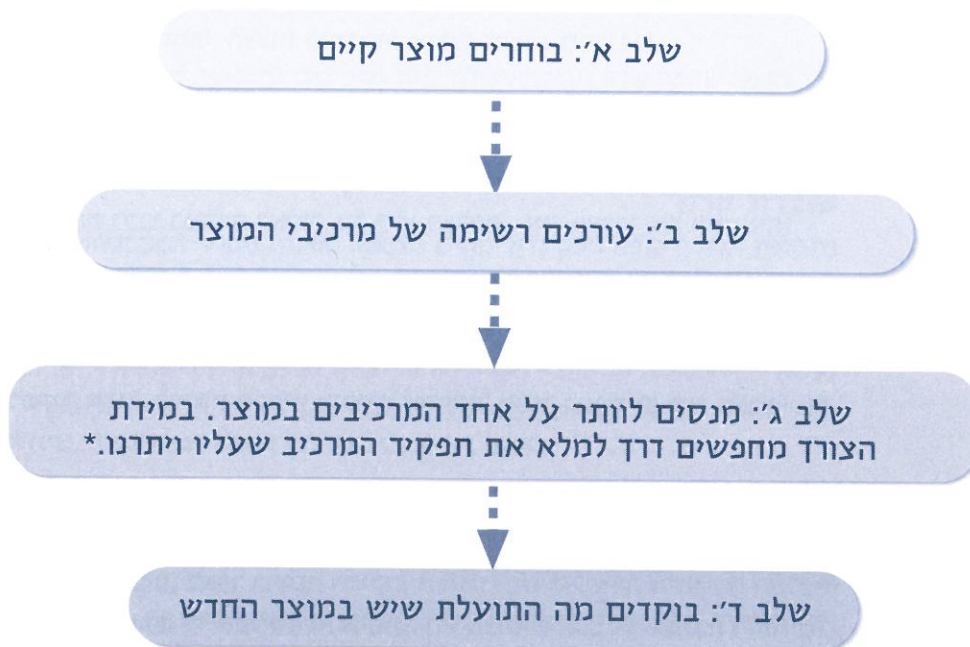 שלב א׳: בוחרים מוצר קיים
שלב ב׳: עורכים רשימה של מרכיבי המוצר
שלב ג׳: מנסים לוותר על אחד המרכיבים במוצר. במידת
הצורך מחפשים דרך למלא את תפקיד המרכיב שעליו ויתרנו.*
שלב ד׳: בודקים מה התועלת שיש במוצר החדש